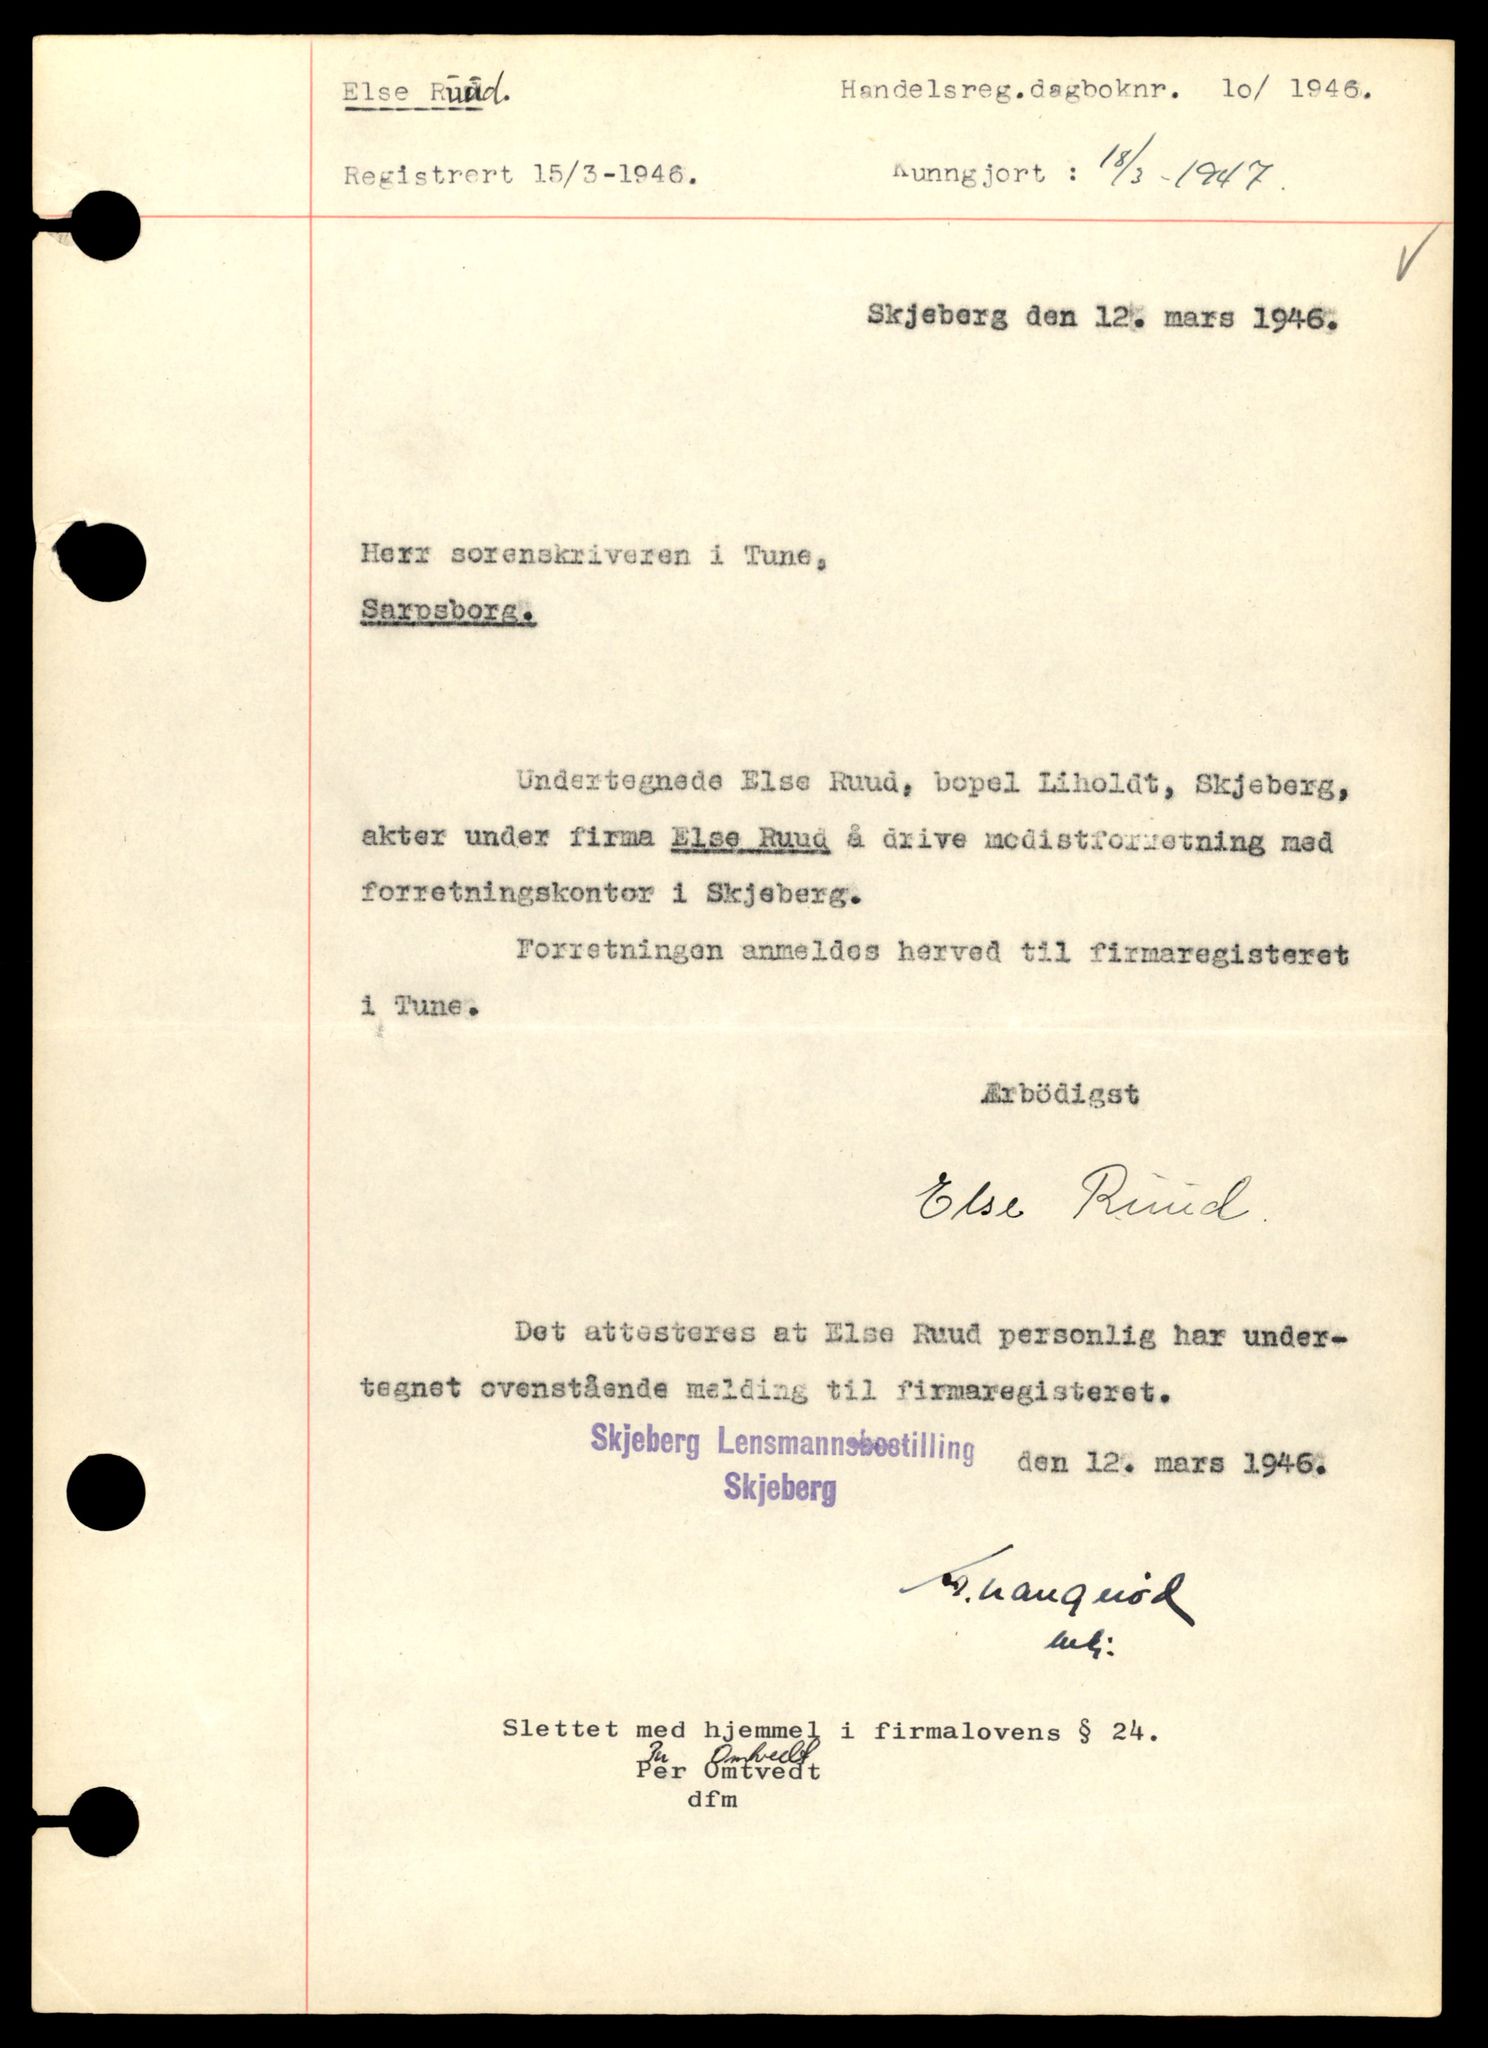 Else Ruud.
Handelsreg.dagboknr. 10/ 1946.
Registrert 15/3-1946.
Kunngjort : 18/3 - 1947.
Skjeberg den 12. mars 1946.
Herr sorenskriveren i Tune,
Sarpsborg.
Undertegnede Else Ruud, bopel Liholdt, Skjeberg,
akter under firma Else Ruud å drive modistforretning med
forretningskontor i Skjeberg.
Forretningen anmeldes herved til firmaregisteret
i Tune.
Ærbödigst
Else Ruud.
Det attesteres at Else Ruud personlig har under-
tegnet ovenstående melding til firmaregisteret.
Skjeberg Lensmannsbestilling
Skjeberg
den 12. mars 1946.
Slettet med hjemmel i firmalovens § 24.
Per Omtvedt
Per Omtvedt
dfm